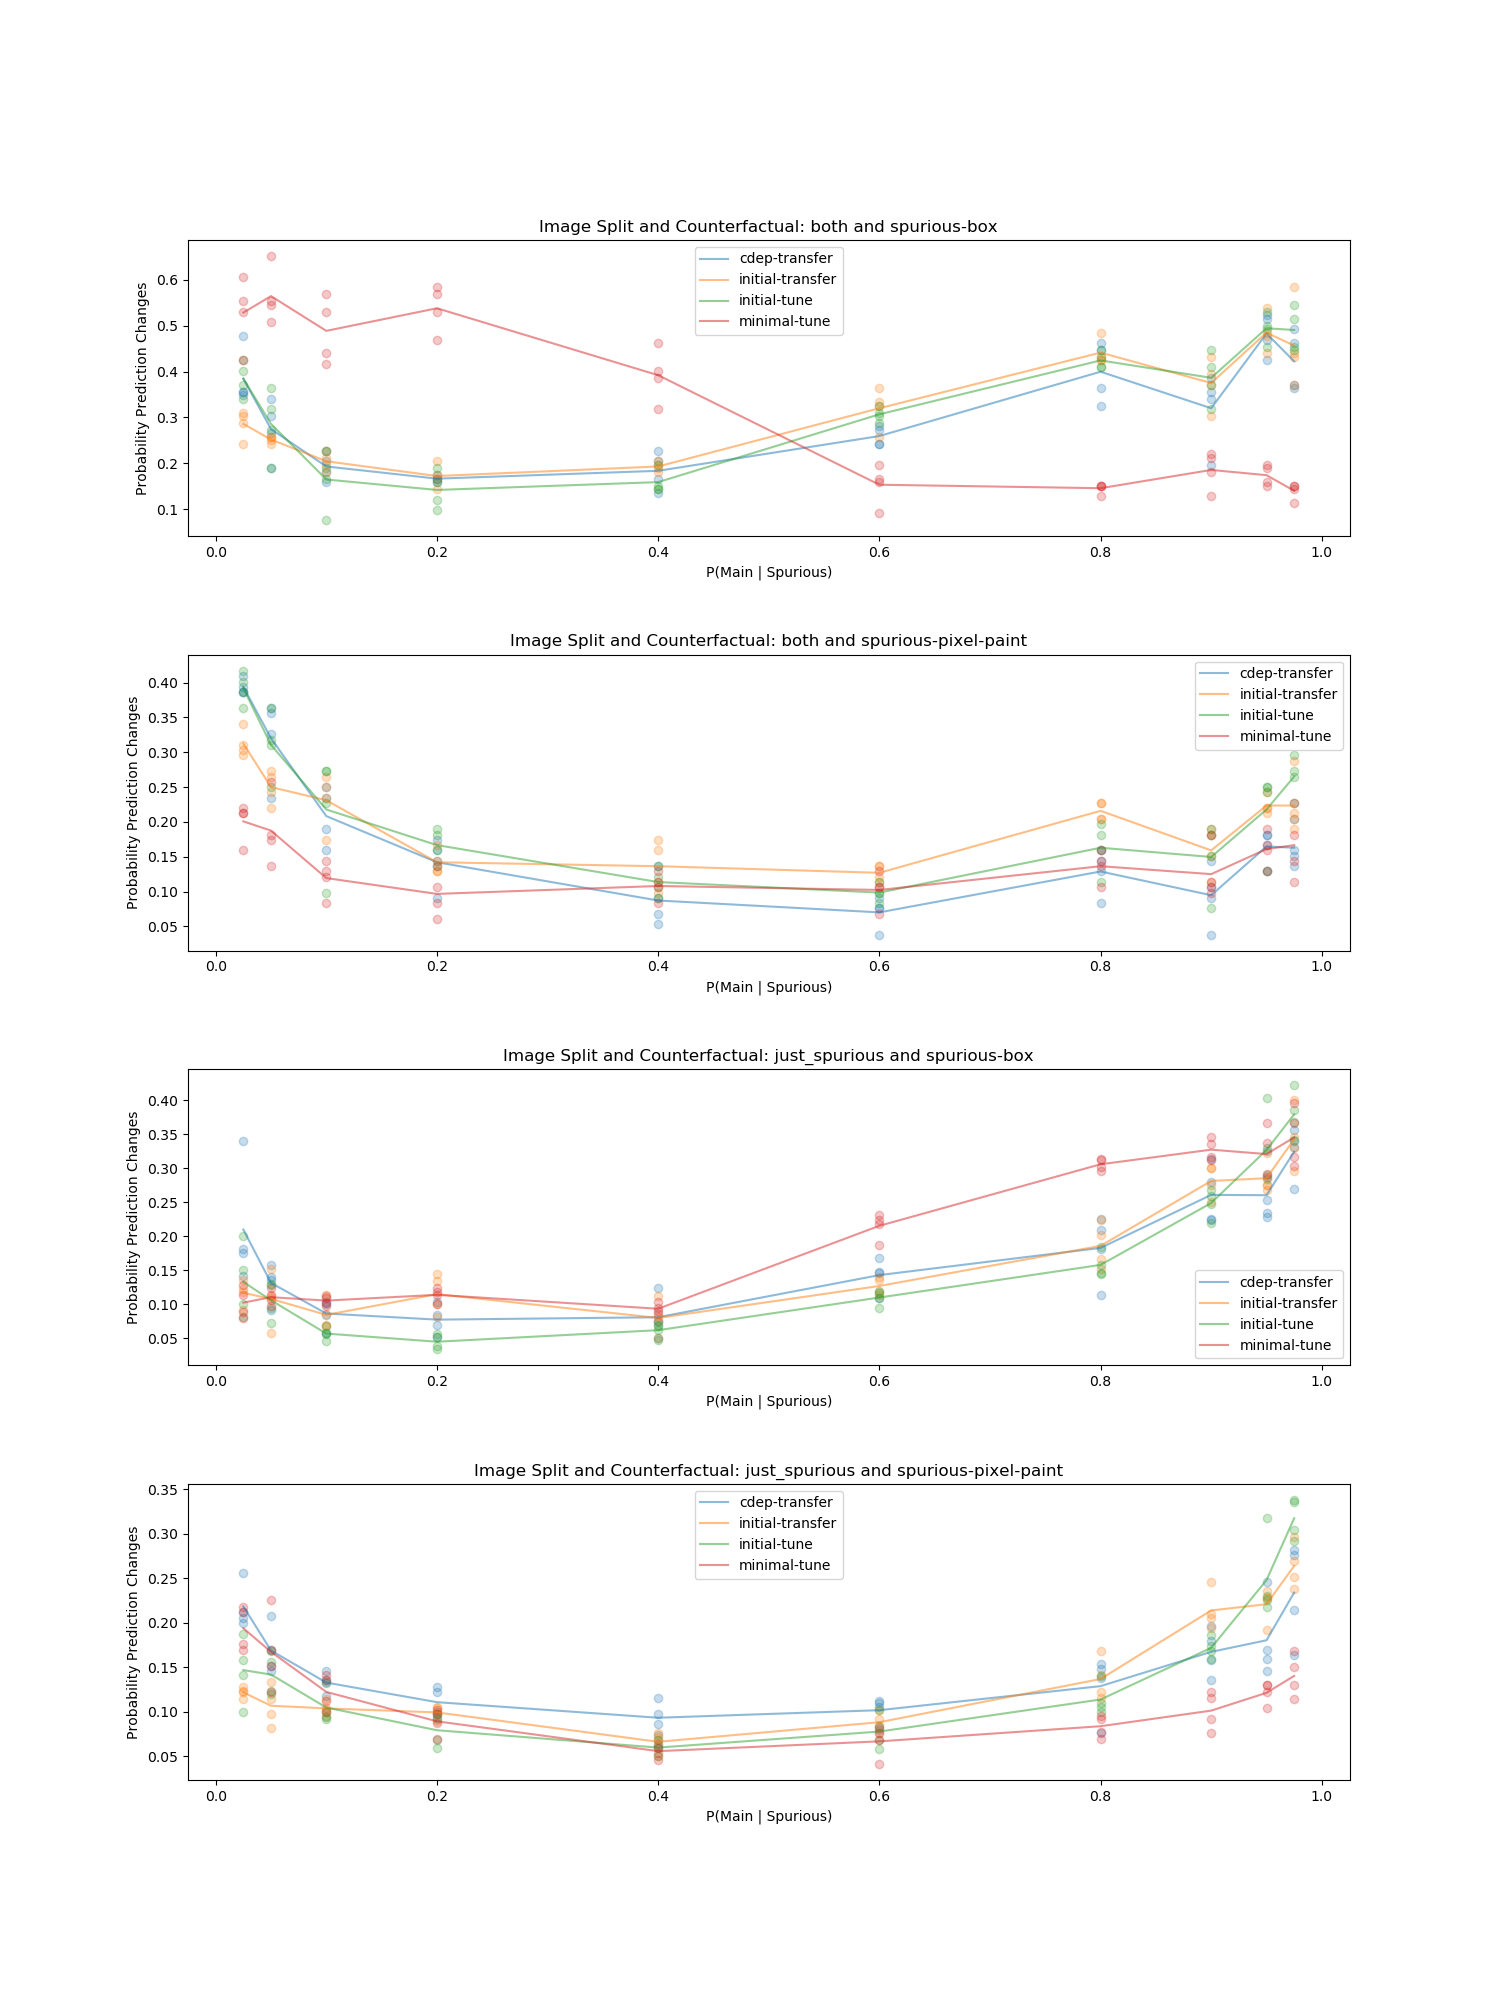 Image Split and Counterfactual: both and spurious-box
Probability Prediction Changes
0.6
0.5
0.4
0.3
0.2
0.1
cdep-transfer
initial-transfer
initial-tune
minimal-tune
0.0 0.2 0.4 0.6 0.8 1.0
P(Main | Spurious)
Image Split and Counterfactual: both and spurious-pixel-paint
Probability Prediction Changes
0.40
0.35
0.30
0.25
0.20
0.15
0.10
0.05
cdep-transfer
initial-transfer
initial-tune
minimal-tune
0.0 0.2 0.4 0.6 0.8 1.0
P(Main | Spurious)
Image Split and Counterfactual: just_spurious and spurious-box
Probability Prediction Changes
0.40
0.35
0.30
0.25
0.20
0.15
0.10
0.05
cdep-transfer
initial-transfer
initial-tune
minimal-tune
0.0 0.2 0.4 0.6 0.8 1.0
P(Main | Spurious)
Image Split and Counterfactual: just_spurious and spurious-pixel-paint
Probability Prediction Changes
0.35
0.30
0.25
0.20
0.15
0.10
0.05
cdep-transfer
initial-transfer
initial-tune
minimal-tune
0.0 0.2 0.4 0.6 0.8 1.0
P(Main | Spurious)